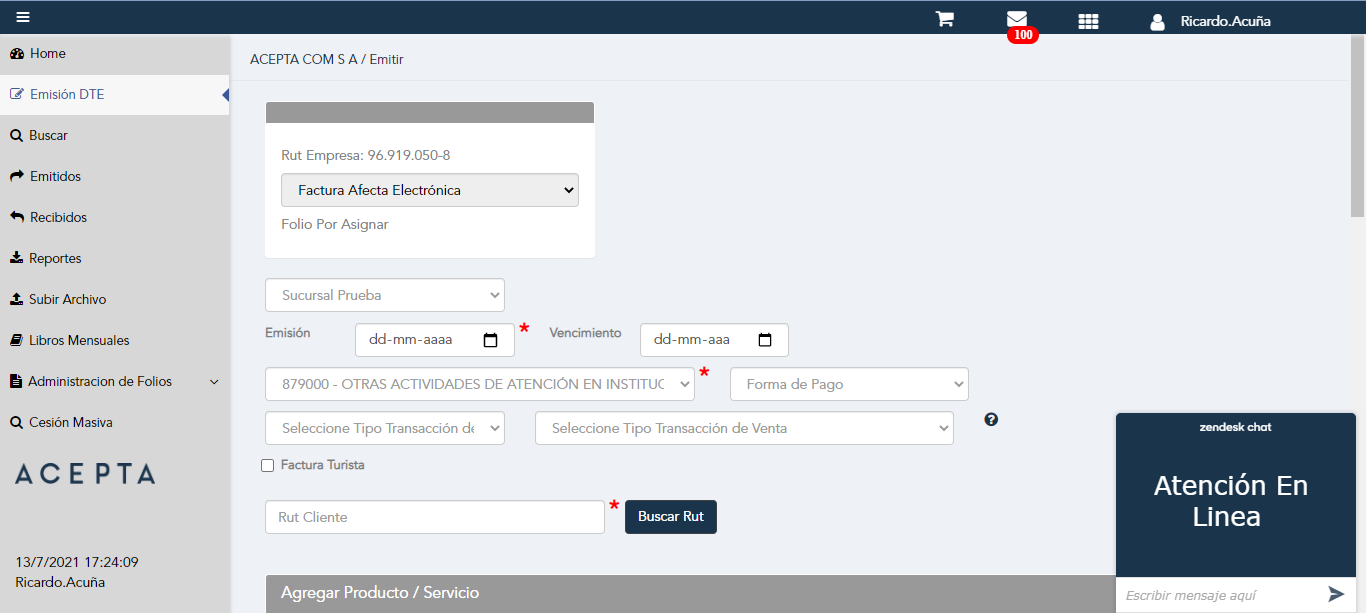 Ricardo.Acuña
100
Home
Emisión DTE
Buscar
Emitidos
Recibidos
Reportes
Subir Archivo
Libros Mensuales
Administracion de Folios
Cesión Masiva
ACEPTA
13/7/2021 17:24:09
Ricardo.Acuña
ACEPTA COM S A / Emitir
Rut Empresa: 96.919.050-8
Factura Afecta Electrónica
Folio Por Asignar
Sucursal Prueba
Emisión dd-mm-aaaa * Vencimiento dd-mm-aaa
879000 - OTRAS ACTIVIDADES DE ATENCIÓN EN INSTITUC * Forma de Pago
Seleccione Tipo Transacción de Seleccione Tipo Transacción de Venta ?
Factura Turista
Rut Cliente * Buscar Rut
Agregar Producto / Servicio
zendesk chat
Atención En
Linea
Escribir mensaje aquí